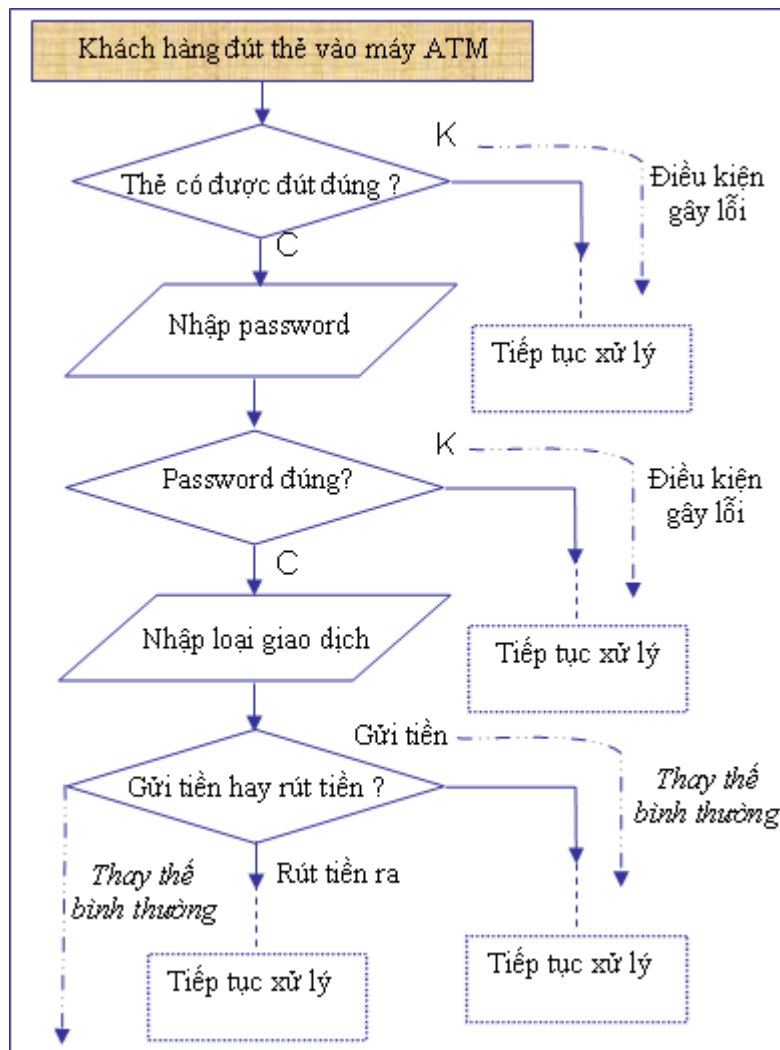 Khách hàng đút thẻ vào máy ATM
K
Thẻ có được đút đúng ?
Điều kiện
gây lỗi
C
Nhập password
Tiếp tục xử lý
K
Password đúng?
Điều kiện
gây lỗi
C
Nhập loại giao dịch
Tiếp tục xử lý
Gửi tiền
Gửi tiền hay rút tiền ?
Thay thế
bình thường
Thay thế
bình thường
Rút tiền ra
Tiếp tục xử lý
Tiếp tục xử lý